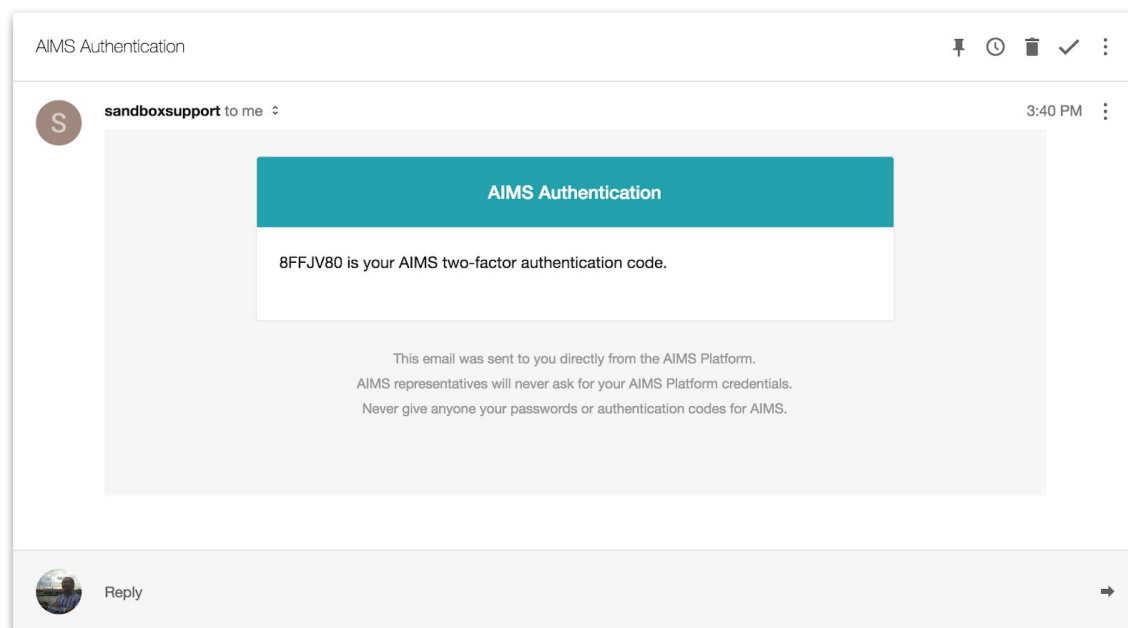 AIMS Authentication
S
sandboxsupport to me
3:40 PM
AIMS Authentication
8FFJV80 is your AIMS two-factor authentication code.
This email was sent to you directly from the AIMS Platform.
AIMS representatives will never ask for your AIMS Platform credentials.
Never give anyone your passwords or authentication codes for AIMS.
Reply